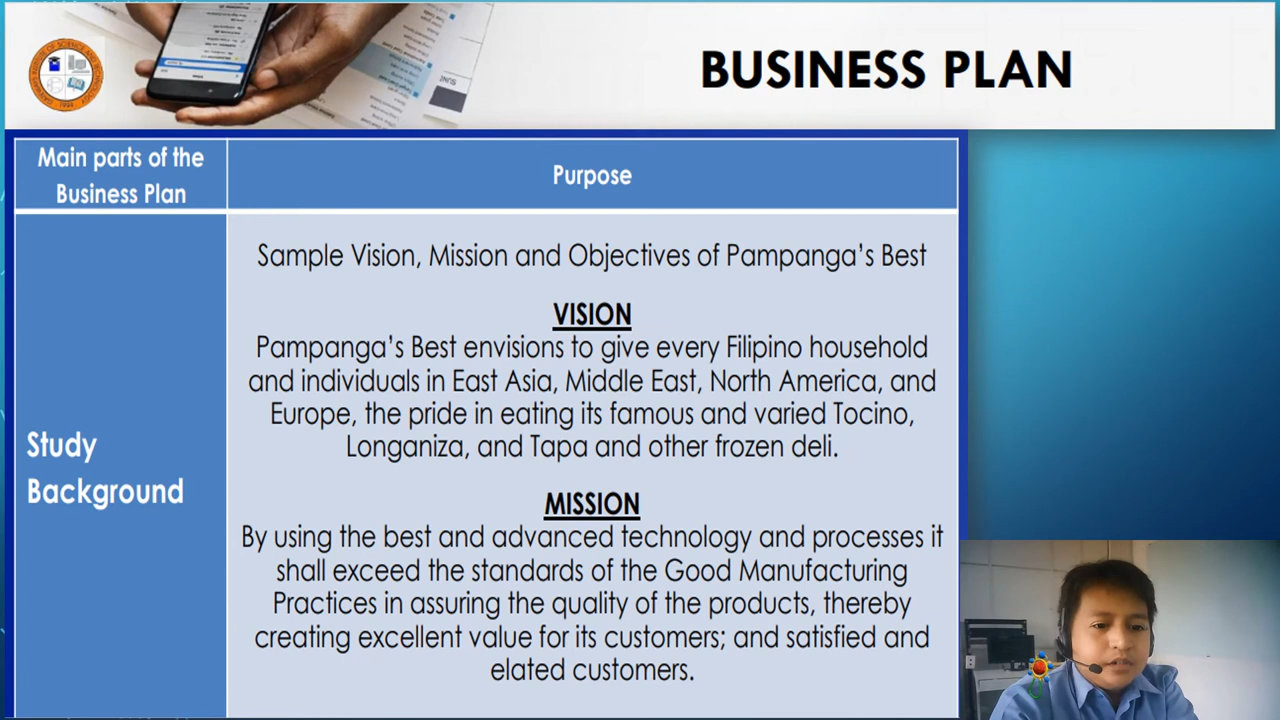 BUSINESS PLAN
Main parts of the
Business Plan
Purpose
Study
Background
Sample Vision, Mission and Objectives of Pampanga's Best
VISION
Pampanga's Best envisions to give every Filipino household
and individuals in East Asia, Middle East, North America, and
Europe, the pride in eating its famous and varied Tocino,
Longaniza, and Tapa and other frozen deli.
MISSION
By using the best and advanced technology and processes it
shall exceed the standards of the Good Manufacturing
Practices in assuring the quality of the products, thereby
creating excellent value for its customers; and satisfied and
elated customers.